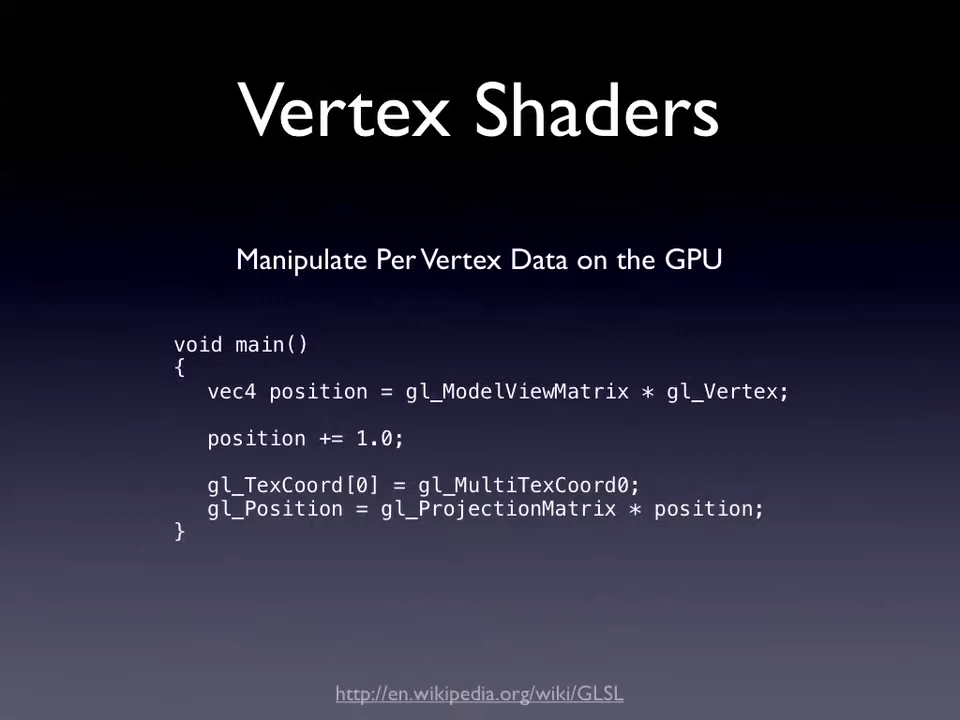 Vertex Shaders
Manipulate Per Vertex Data on the GPU
void main()
{
vec4 position = gl_ModelViewMatrix * gl_Vertex;
position += 1.0;
gl_TexCoord[0] = gl_MultiTexCoord0;
gl_Position = gl_ProjectionMatrix * position;
}
http://en.wikipedia.org/wiki/GLSL